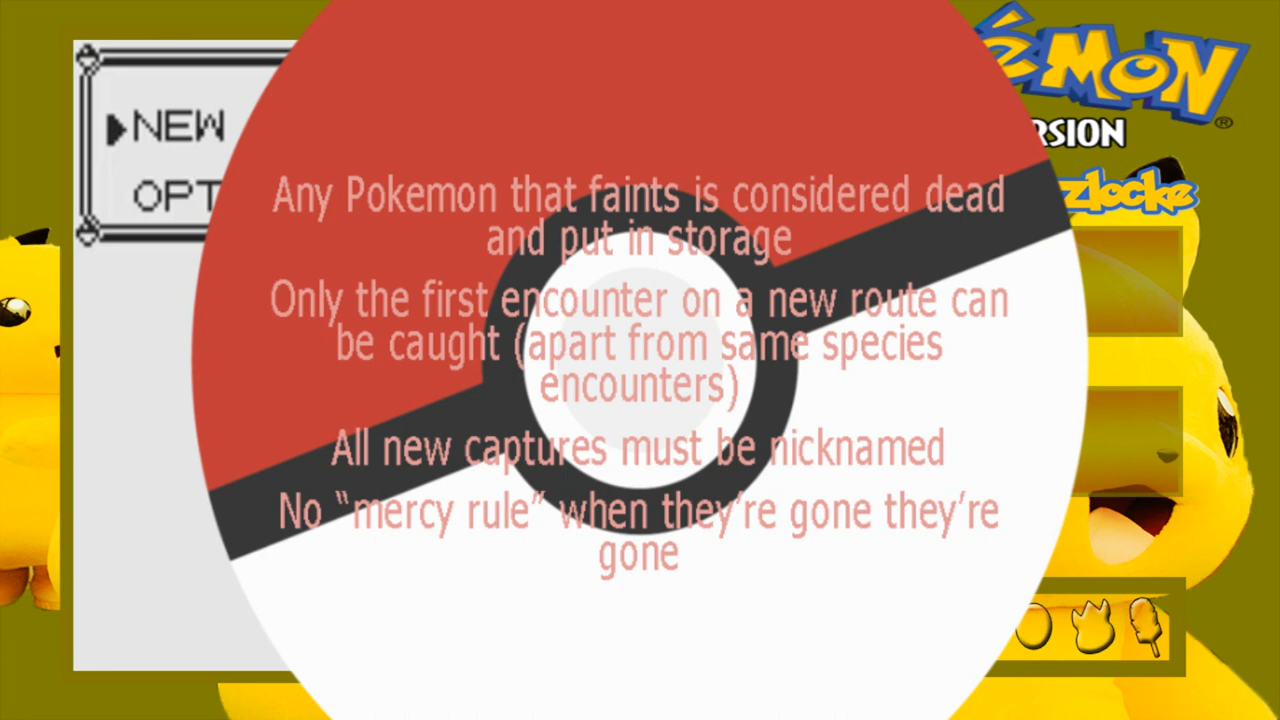 éMON
®
RSION
zlocke
NEW
OPT
Any Pokemon that faints is considered dead
and put in storage
Only the first encounter on a new route can
be caught (apart from same species
encounters)
All new captures must be nicknamed
No “mercy rule” when they’re gone they’re
gone